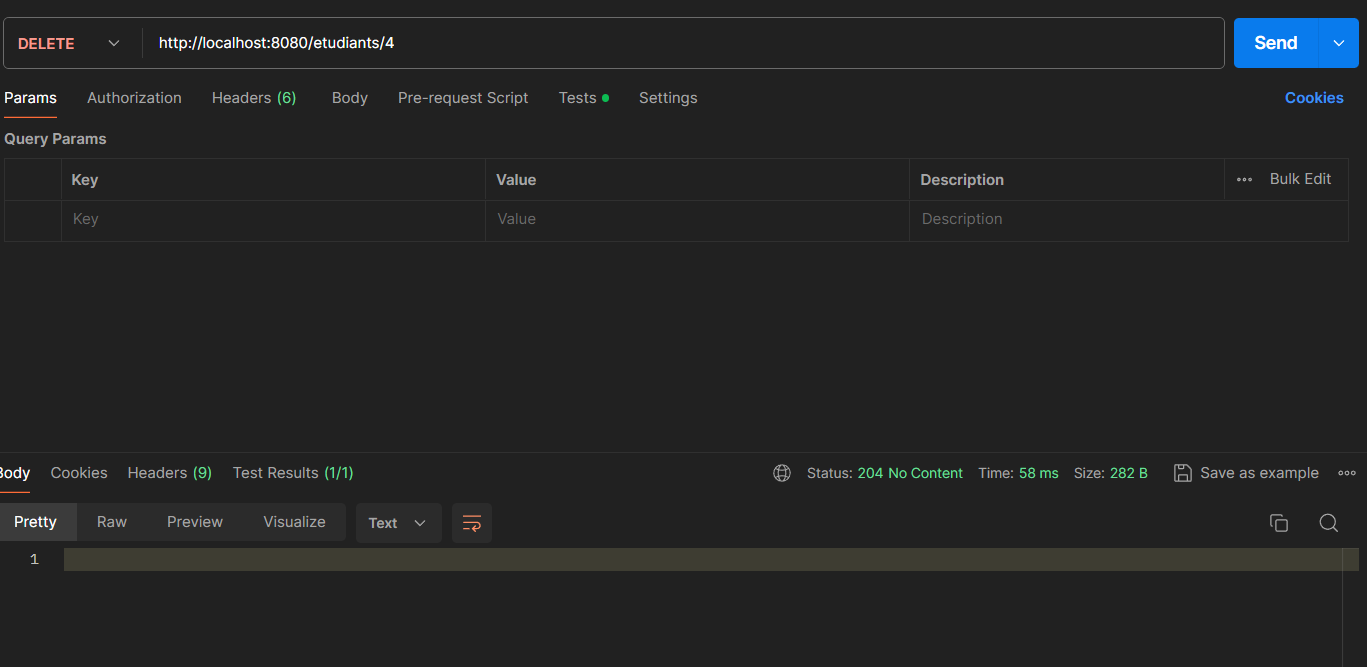 DELETE http://localhost:8080/etudiants/4 Send
Params Authorization Headers (6) Body Pre-request Script Tests Settings Cookies
Query Params
Key Value Description Bulk Edit
Key Value Description
Body Cookies Headers (9) Test Results (1/1) Status: 204 No Content Time: 58 ms Size: 282 B Save as example
Pretty Raw Preview Visualize Text
1